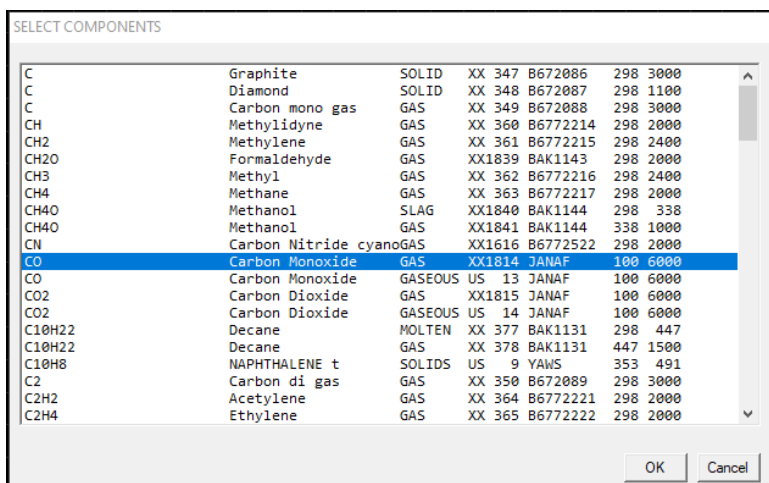 SELECT COMPONENTS
C Graphite SOLID XX 347 B672086 298 3000
C Diamond SOLID XX 348 B672087 298 1100
C Carbon mono gas GAS XX 349 B672088 298 3000
CH Methylidyne GAS XX 360 B6772214 298 2000
CH2 Methylene GAS XX 361 B6772215 298 2400
CH2O Formaldehyde GAS XX1839 BAK1143 298 2000
CH3 Methyl GAS XX 362 B6772216 298 2400
CH4 Methane GAS XX 363 B6772217 298 2000
CH4O Methanol SLAG XX1840 BAK1144 298 338
CH4O Methanol GAS XX1841 BAK1144 338 1000
CN Carbon Nitride cyanoGAS XX1616 B6772522 298 2000
CO Carbon Monoxide GAS XX1814 JANAF 100 6000
CO Carbon Monoxide GASEOUS US 13 JANAF 100 6000
CO2 Carbon Dioxide GAS XX1815 JANAF 100 6000
CO2 Carbon Dioxide GASEOUS US 14 JANAF 100 6000
C10H22 Decane MOLTEN XX 377 BAK1131 298 447
C10H22 Decane GAS XX 378 BAK1131 447 1500
C10H8 NAPHTHALENE t SOLIDS US 9 YAWS 353 491
C2 Carbon di gas GAS XX 350 B672089 298 3000
C2H2 Acetylene GAS XX 364 B6772221 298 2000
C2H4 Ethylene GAS XX 365 B6772222 298 2000
OK Cancel